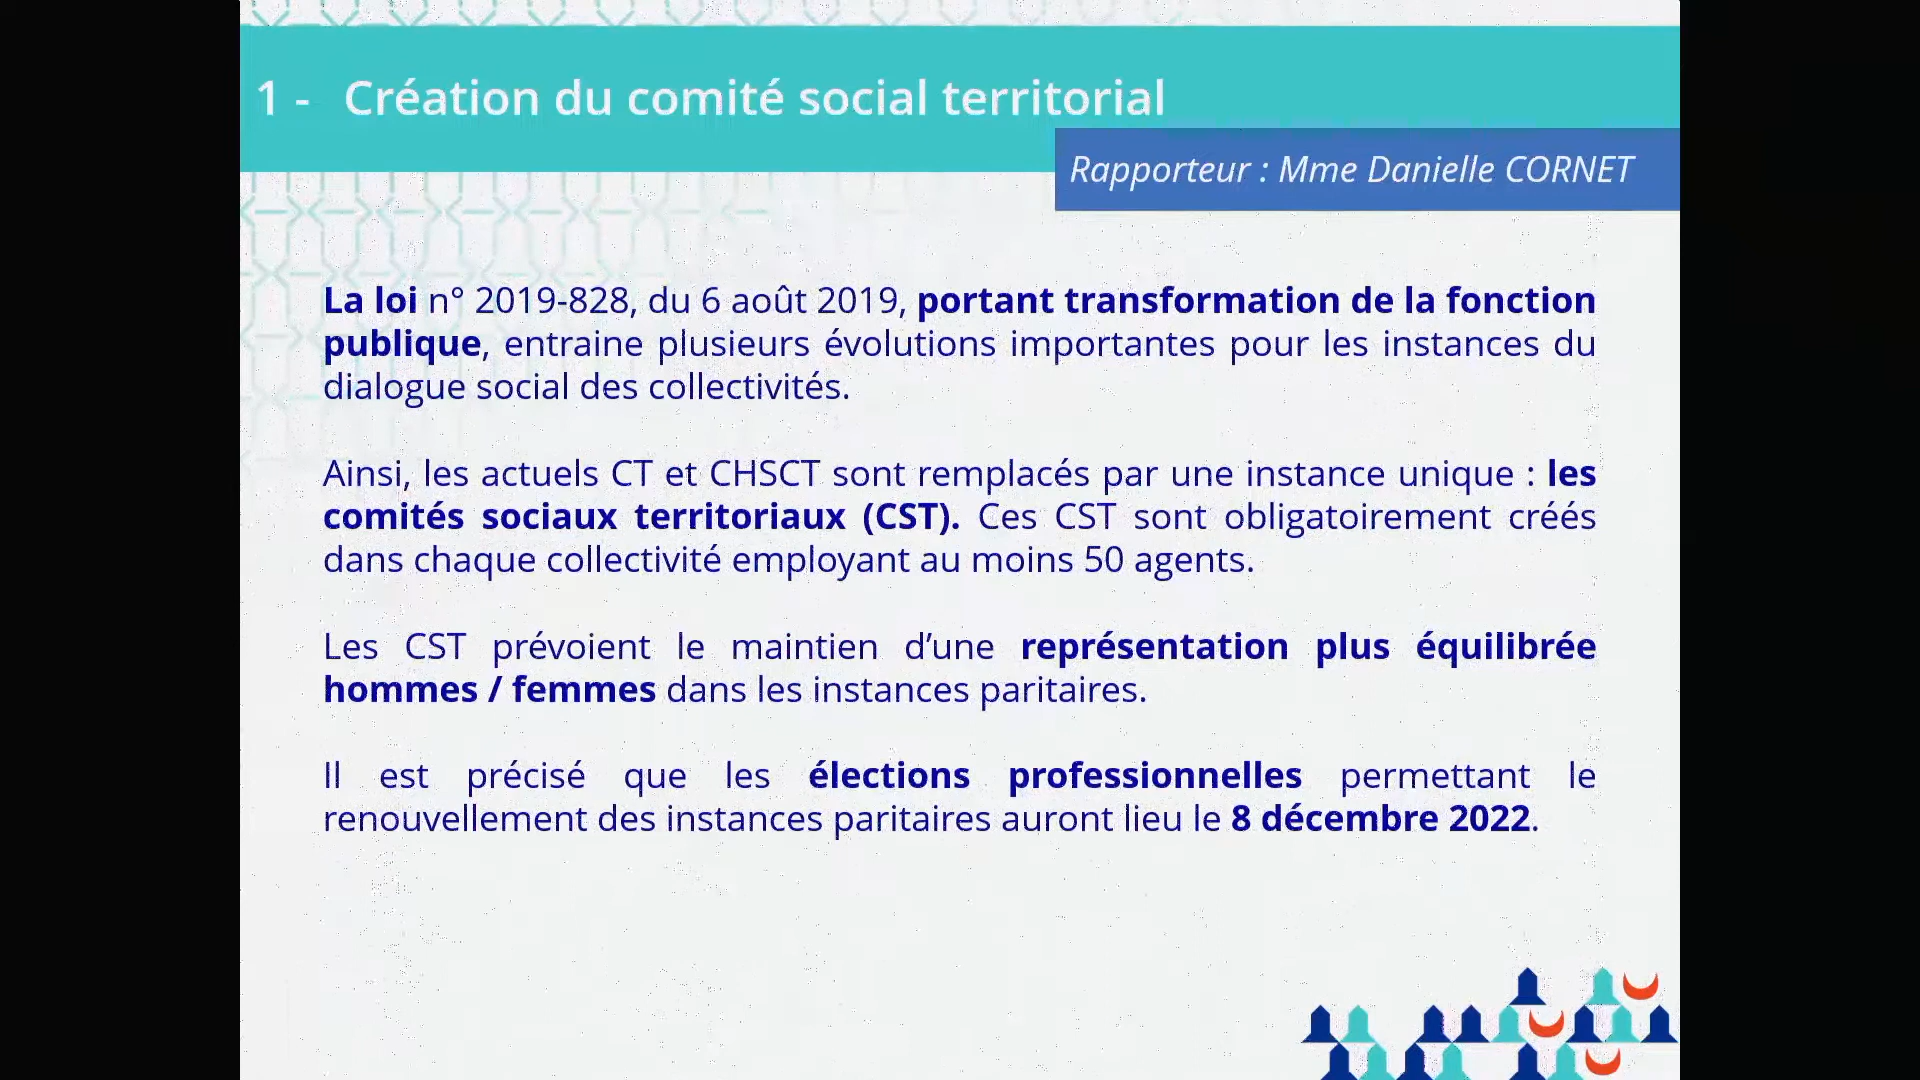 1 - Création du comité social territorial
Rapporteur : Mme Danielle CORNET
La loi n° 2019-828, du 6 août 2019, portant transformation de la fonction
publique, entraine plusieurs évolutions importantes pour les instances du
dialogue social des collectivités.
Ainsi, les actuels CT et CHSCT sont remplacés par une instance unique : les
comités sociaux territoriaux (CST). Ces CST sont obligatoirement créés
dans chaque collectivité employant au moins 50 agents.
Les CST prévoient le maintien d’une représentation plus équilibrée
hommes / femmes dans les instances paritaires.
Il est précisé que les élections professionnelles permettant le
renouvellement des instances paritaires auront lieu le 8 décembre 2022.